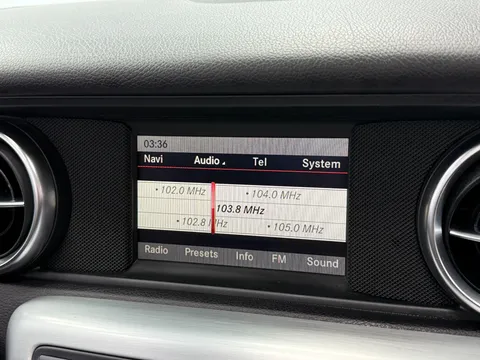 03:36
Navi Audio Tel System
• 102.0 MHz • 104.0 MHz
103.8 MHz
• 102.8 MHz • 105.0 MHz
Radio Presets Info FM Sound